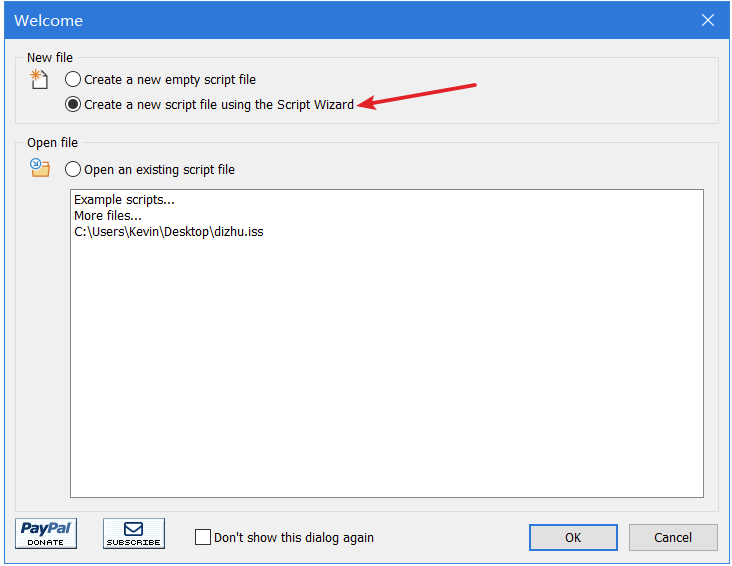 Welcome
New file
Create a new empty script file
Create a new script file using the Script Wizard
Open file
Open an existing script file
Example scripts...
More files...
C:\Users\Kevin\Desktop\dizhu.iss
PayPal
DONATE
SUBSCRIBE
Don't show this dialog again
OK
Cancel